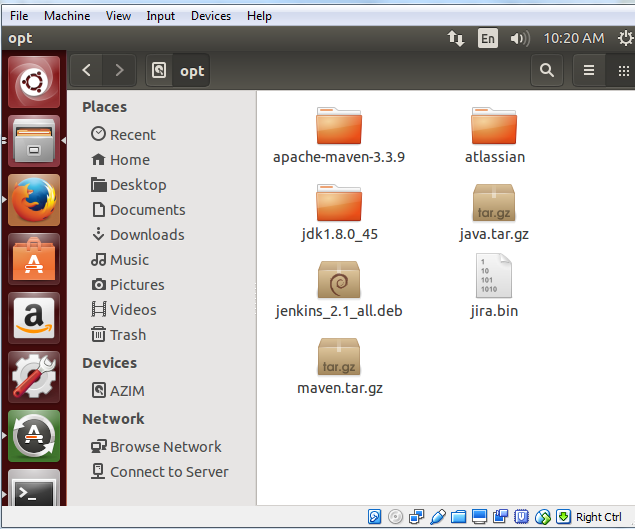 File Machine View Input Devices Help
opt En 10:20 AM
opt
Places
Recent
Home
Desktop
Documents
Downloads
Music
Pictures
Videos
Trash
Devices
AZIM
Network
Browse Network
Connect to Server
apache-maven-3.3.9
atlassian
jdk1.8.0_45
tar.gz
java.tar.gz
jenkins_2.1_all.deb
1
10
101
1010
jira.bin
tar.gz
maven.tar.gz
Right Ctrl